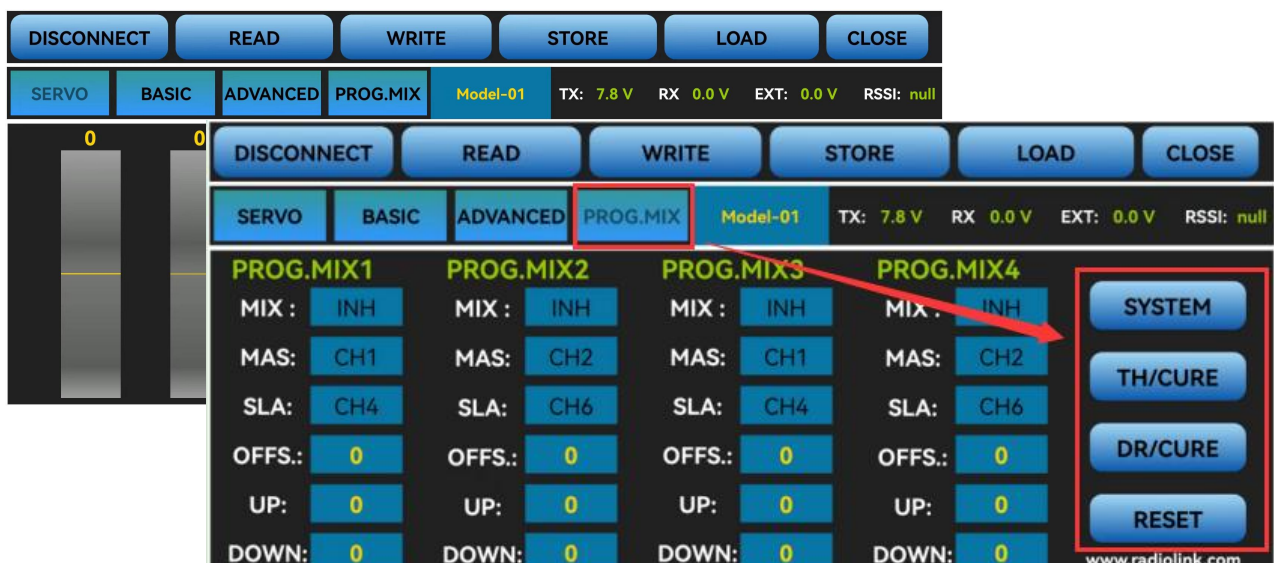 DISCONNECT READ WRITE STORE LOAD CLOSE
SERVO BASIC ADVANCED PROG.MIX Model-01 TX: 7.8 V RX 0.0 V EXT: 0.0 V RSSI: null
0 0
DISCONNECT READ WRITE STORE LOAD CLOSE
SERVO BASIC ADVANCED PROG.MIX Model-01 TX: 7.8 V RX 0.0 V EXT: 0.0 V RSSI: null
PROG.MIX1 PROG.MIX2 PROG.MIX3 PROG.MIX4
MIX : INH MIX : INH MIX : INH MIX : INH SYSTEM
MAS: CH1 MAS: CH2 MAS: CH1 MAS: CH2 TH/CURE
SLA: CH4 SLA: CH6 SLA: CH4 SLA: CH6
OFFS.: 0 OFFS.: 0 OFFS.: 0 OFFS.: 0 DR/CURE
UP: 0 UP: 0 UP: 0 UP: 0 RESET
DOWN: 0 DOWN: 0 DOWN: 0 DOWN: 0 www.radiolink.com